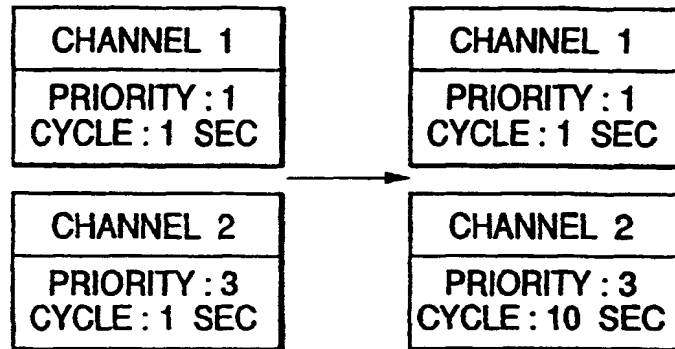 CHANNEL 1
PRIORITY : 1
CYCLE : 1 SEC
CHANNEL 2
PRIORITY : 3
CYCLE : 1 SEC
CHANNEL 1
PRIORITY : 1
CYCLE : 1 SEC
CHANNEL 2
PRIORITY : 3
CYCLE : 10 SEC